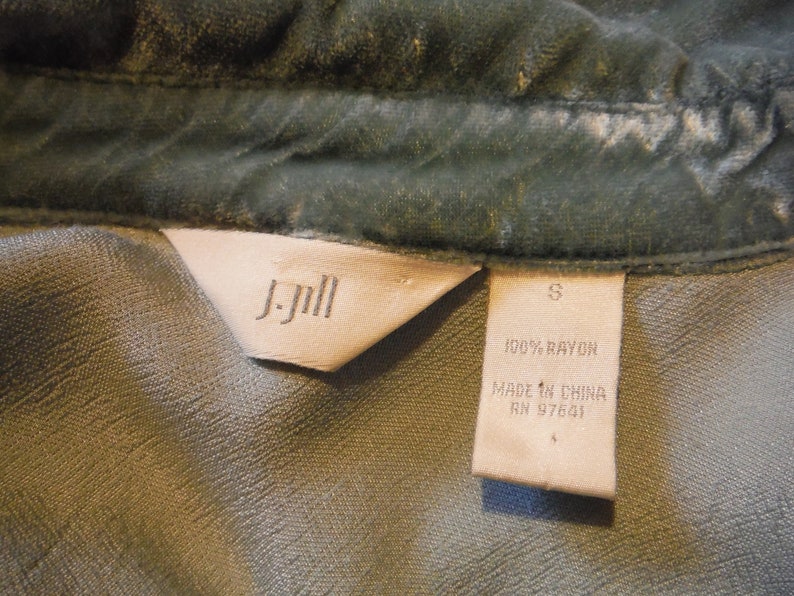 J.Jill
S
100% RAYON
MADE IN CHINA
RN 97641